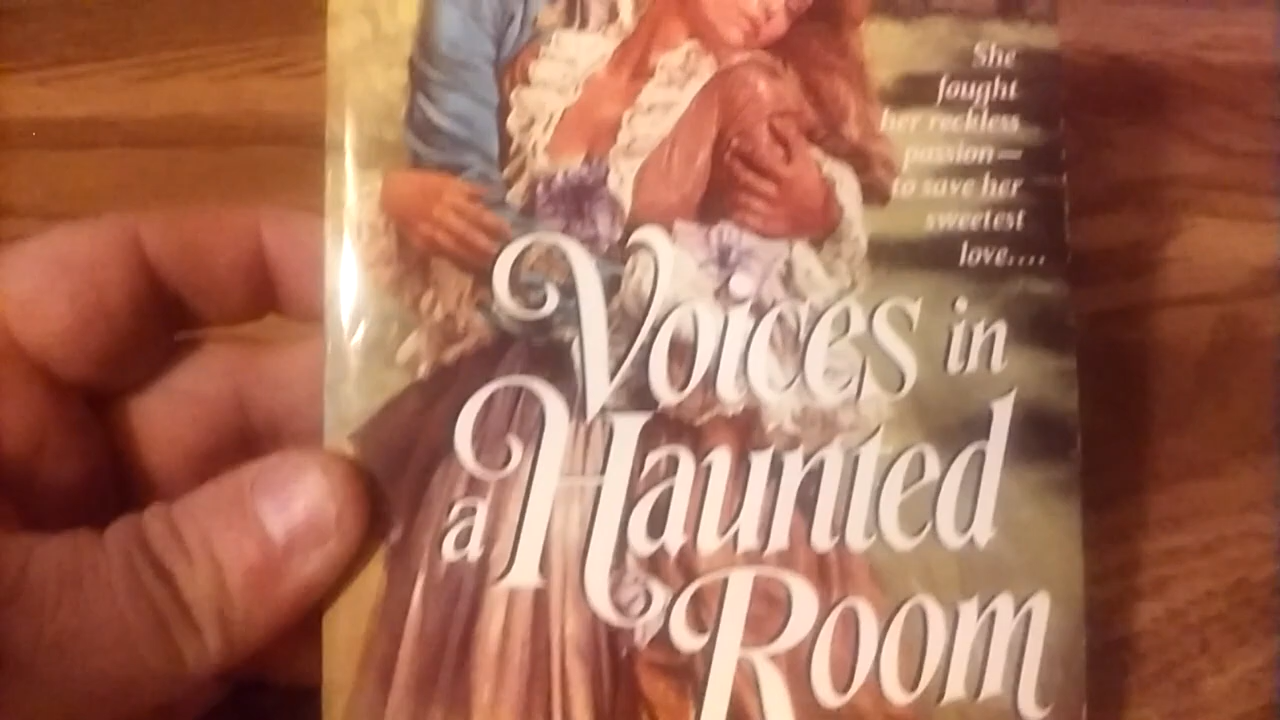 She
fought
her reckless
passion—
to save her
sweetest
love....
Voices in
a Haunted
Room